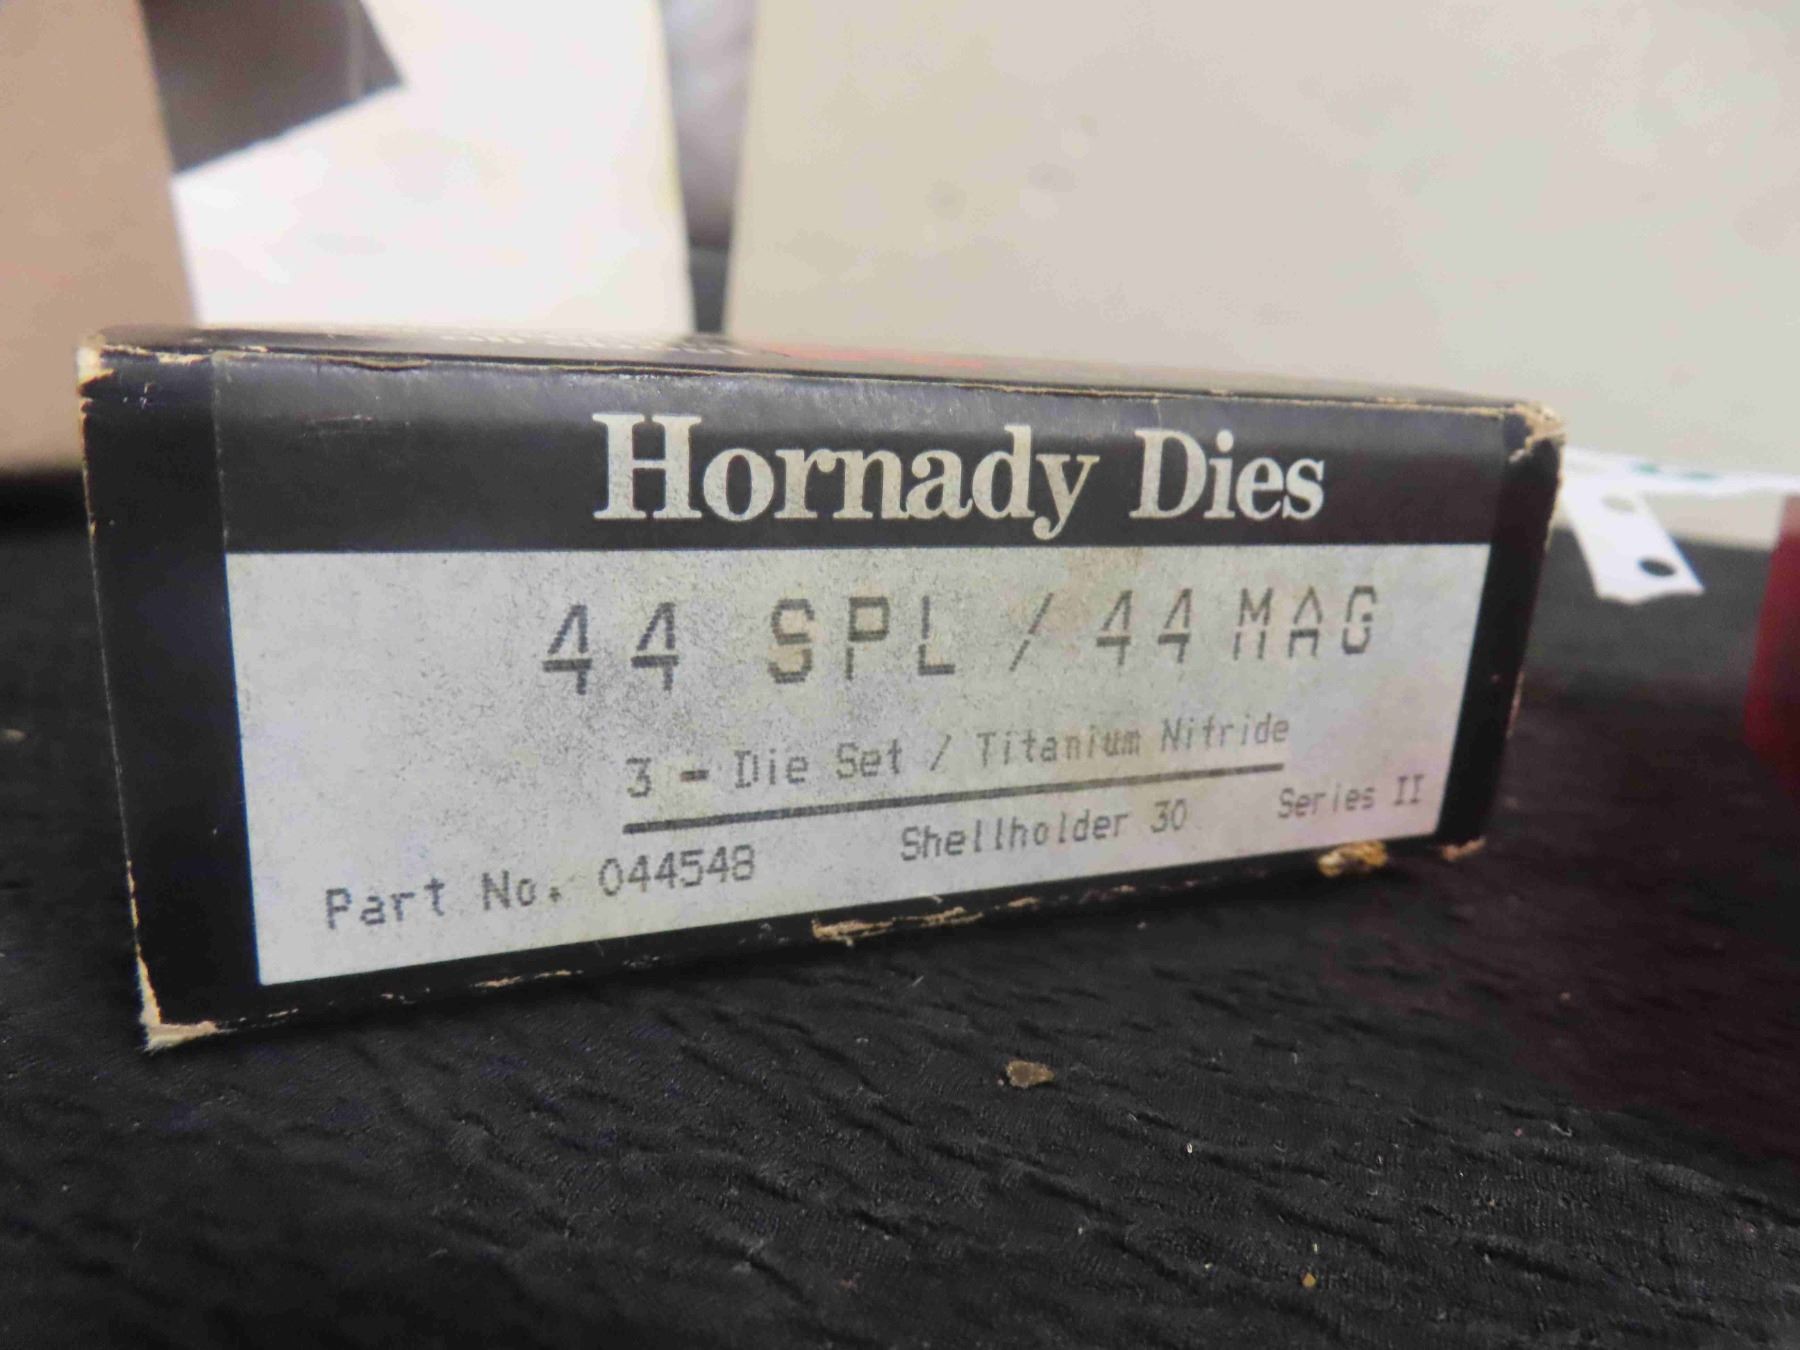 Hornady Dies
44 SPL / 44 MAG
3 - Die Set / Titanium Nitride
Part No. 044548 Shellholder 30 Series II